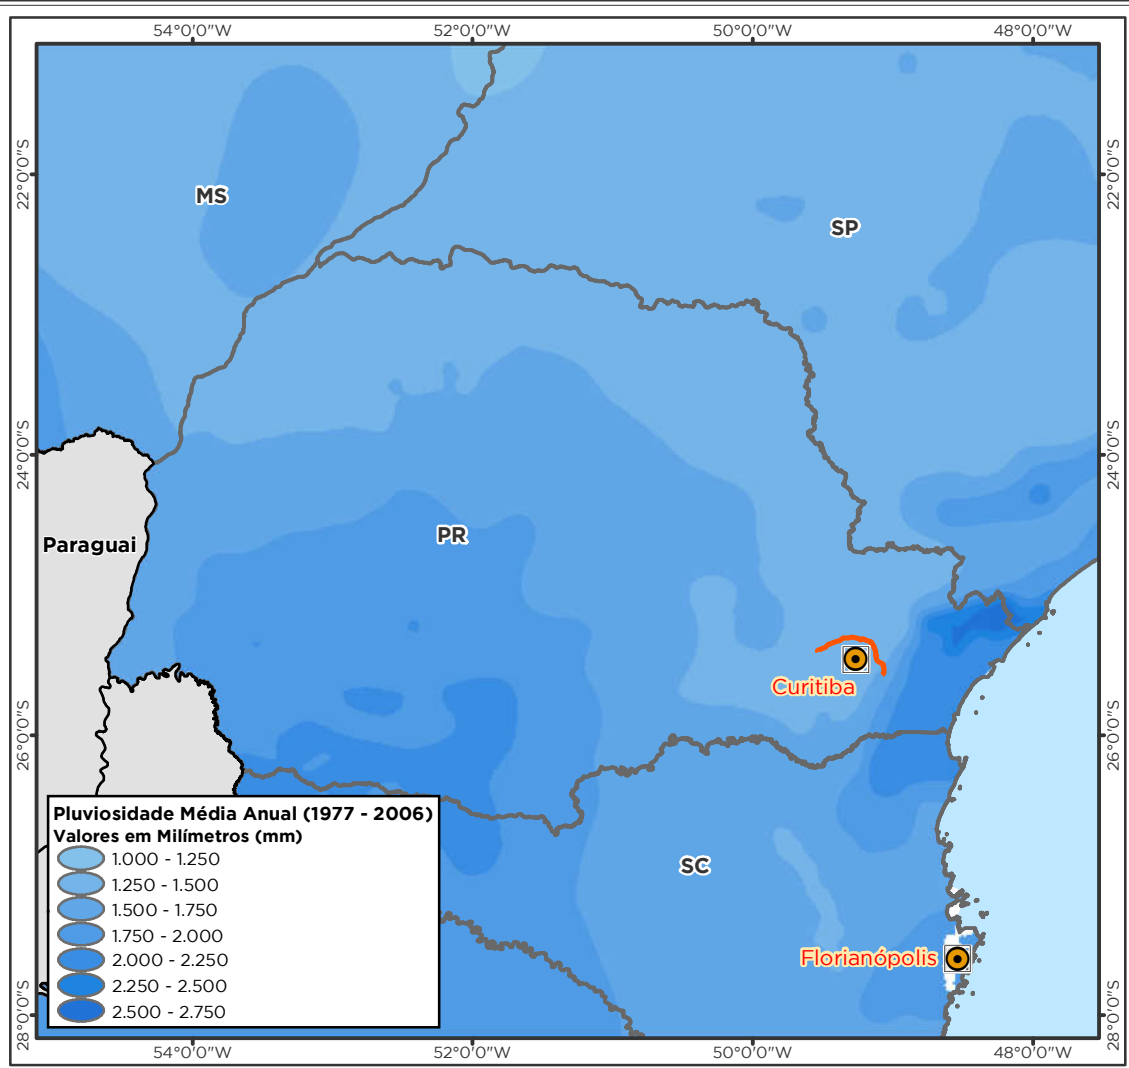 54°0'0"W 52°0'0"W 50°0'0"W 48°0'0"W
22°0'0"S
22°0'0"S
MS
SP
24°0'0"S
24°0'0"S
PR
Paraguai
Curitiba
26°0'0"S
26°0'0"S
Pluviosidade Média Anual (1977 - 2006)
Valores em Milímetros (mm)
1.000 - 1.250
1.250 - 1.500
1.500 - 1.750
1.750 - 2.000
2.000 - 2.250
2.250 - 2.500
2.500 - 2.750
SC
Florianópolis
28°0'0"S
28°0'0"S
54°0'0"W 52°0'0"W 50°0'0"W 48°0'0"W